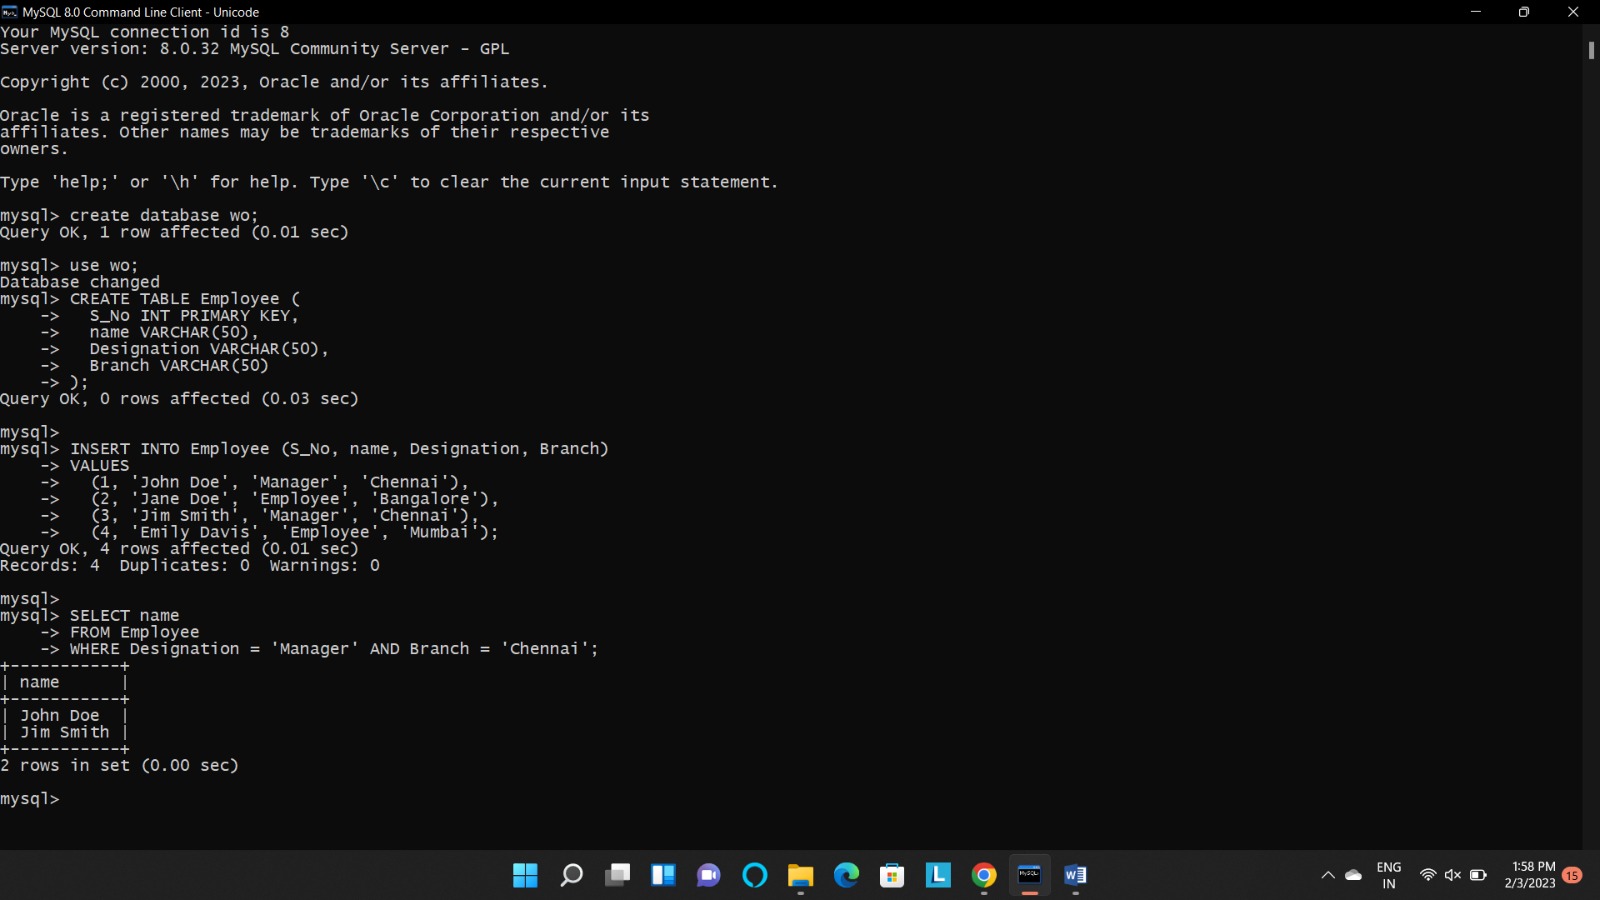 MySQL 8.0 Command Line Client - Unicode
Your MySQL connection id is 8
Server version: 8.0.32 MySQL Community Server - GPL
Copyright (c) 2000, 2023, Oracle and/or its affiliates.
Oracle is a registered trademark of Oracle Corporation and/or its
affiliates. Other names may be trademarks of their respective
owners.
Type 'help;' or '\h' for help. Type '\c' to clear the current input statement.
mysql> create database wo;
Query OK, 1 row affected (0.01 sec)
mysql> use wo;
Database changed
mysql> CREATE TABLE Employee (
    ->   S_No INT PRIMARY KEY,
    ->   name VARCHAR(50),
    ->   Designation VARCHAR(50),
    ->   Branch VARCHAR(50)
    -> );
Query OK, 0 rows affected (0.03 sec)
mysql>
mysql> INSERT INTO Employee (S_No, name, Designation, Branch)
    -> VALUES
    ->   (1, 'John Doe', 'Manager', 'Chennai'),
    ->   (2, 'Jane Doe', 'Employee', 'Bangalore'),
    ->   (3, 'Jim Smith', 'Manager', 'Chennai'),
    ->   (4, 'Emily Davis', 'Employee', 'Mumbai');
Query OK, 4 rows affected (0.01 sec)
Records: 4  Duplicates: 0  Warnings: 0
mysql>
mysql> SELECT name
    -> FROM Employee
    -> WHERE Designation = 'Manager' AND Branch = 'Chennai';
+-----------+
| name      |
+-----------+
| John Doe  |
| Jim Smith |
+-----------+
2 rows in set (0.00 sec)
mysql>
L
MySQL
W
ENG
IN
1:58 PM
2/3/2023
15